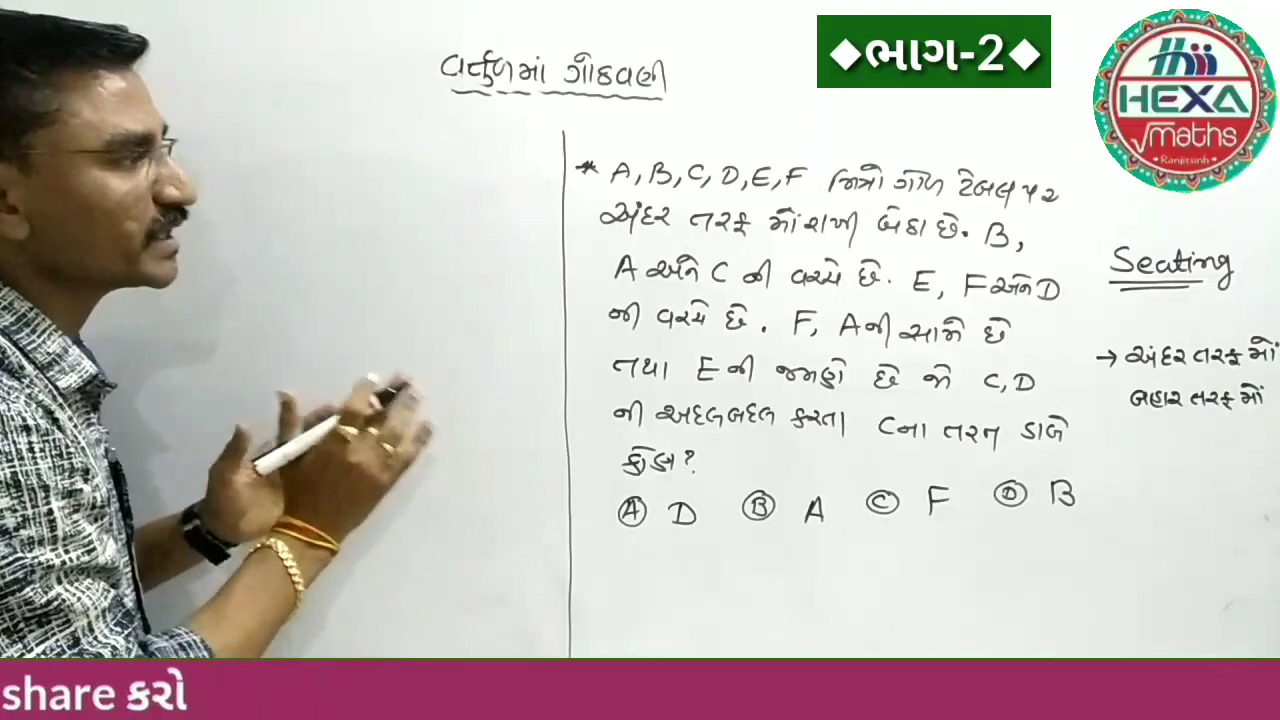 વર્તુળમાં ગોઠવણી
◆ભાગ-2◆
HEXA
√maths
• Ranjitsinh •
* A, B, C, D, E, F મિત્રો ગોળ ટેબલ પર
અંદર તરફ મોં રાખી બેઠા છે. B,
A અને C ની વચ્ચે છે. E, F અને D
ની વચ્ચે છે. F, A ની સામે છે
તથા E ની જમણે છે જો C, D
ની અદલબદલ કરતા C ના તરત ડાબે
કોણ?
Ⓐ D Ⓑ A Ⓒ F Ⓓ B
Seating
→ અંદર તરફ મોં
બહાર તરફ મોં
share કરો